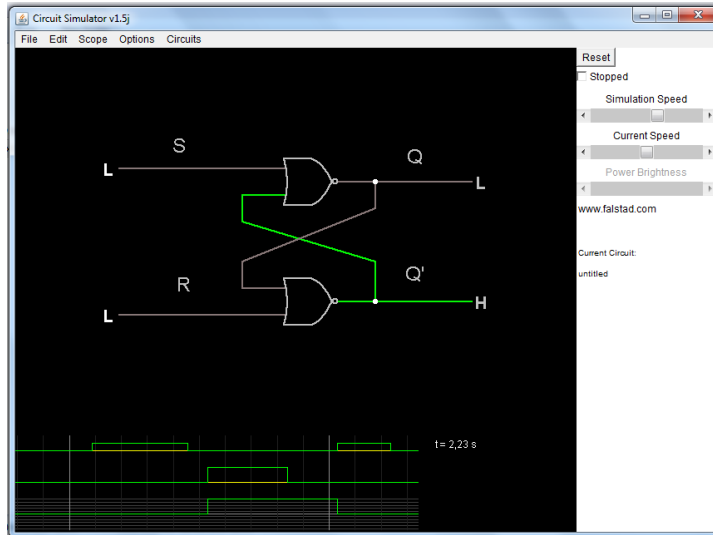 Circuit Simulator v1.5j
File Edit Scope Options Circuits
Reset
Stopped
Simulation Speed
Current Speed
Power Brightness
www.falstad.com
Current Circuit:
untitled
S
Q
L
L
R
Q'
L
H
t= 2,23 s